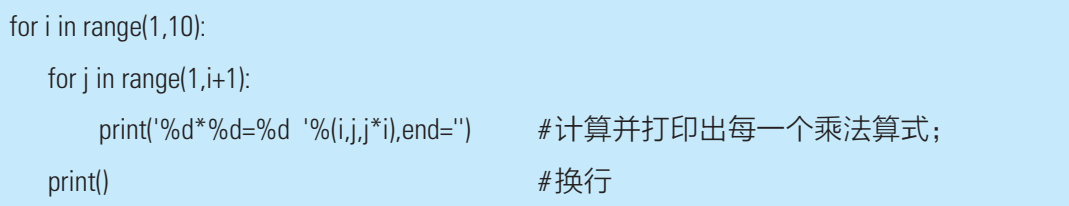 for i in range(1,10):
    for j in range(1,i+1):
        print('%d*%d=%d  '%(i,j,j*i),end='')    #计算并打印出每一个乘法算式；
    print()    #换行